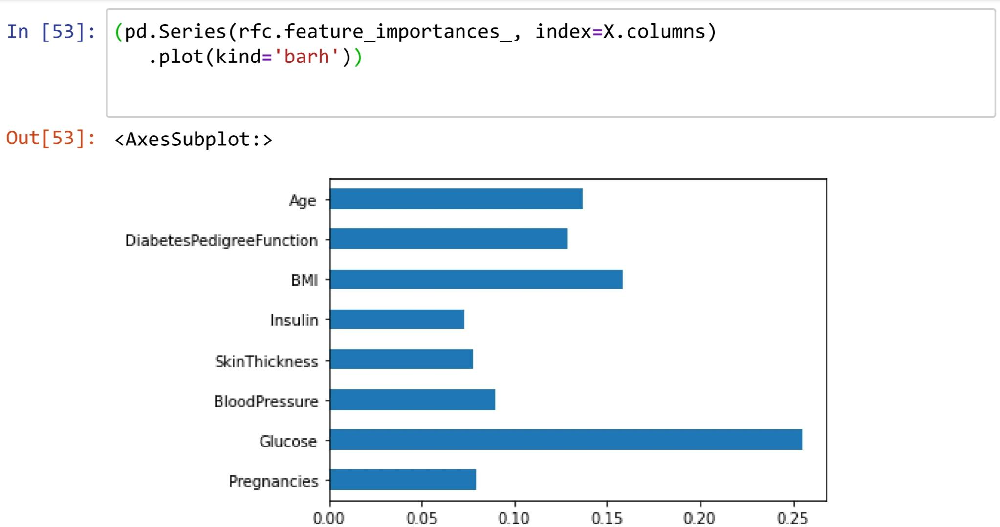 In [53]: (pd.Series(rfc.feature_importances_, index=X.columns)
.plot(kind='barh'))
Out[53]: <AxesSubplot:>
Age
DiabetesPedigreeFunction
BMI
Insulin
SkinThickness
BloodPressure
Glucose
Pregnancies
0.00 0.05 0.10 0.15 0.20 0.25